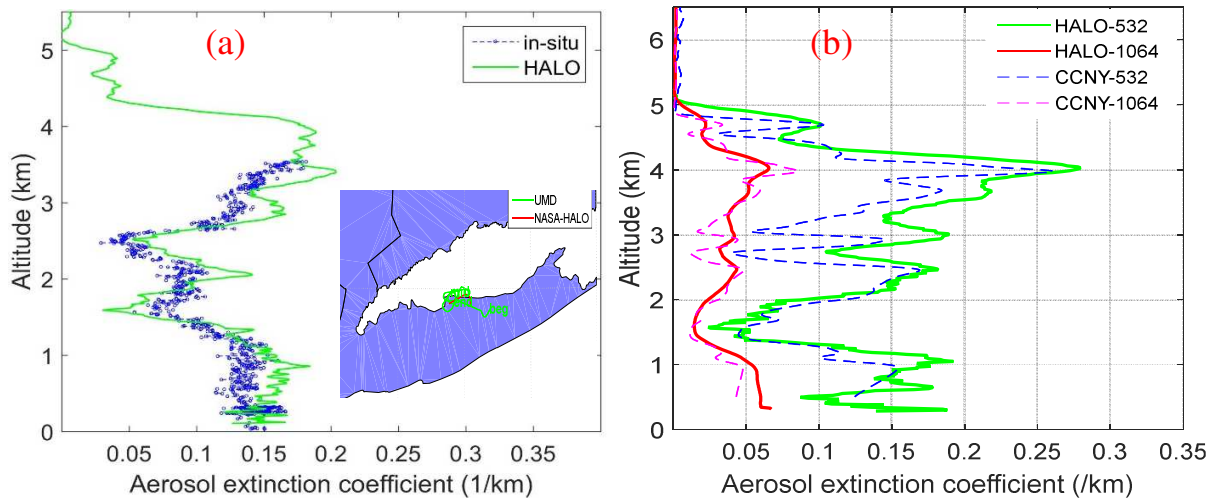 (a)
in-situ
HALO
5
4
3
2
1
0
Altitude (km)
UMD
NASA-HALO
0.05 0.1 0.15 0.2 0.25 0.3 0.35
Aerosol extinction coefficient (1/km)
(b)
HALO-532
HALO-1064
CCNY-532
CCNY-1064
6
5
4
3
2
1
0
Altitude (km)
0.05 0.1 0.15 0.2 0.25 0.3 0.35
Aerosol extinction coefficient (/km)